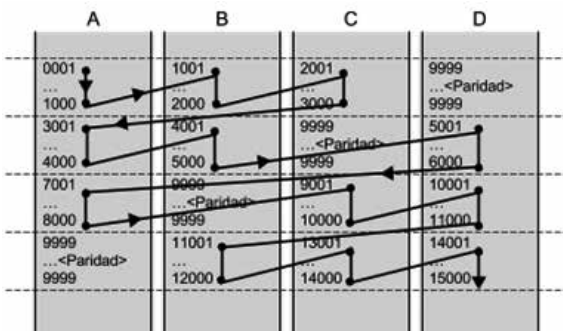 A B C D
0001 1001 2001 9999
... ... ... ...<Paridad>
1000 2000 3000 9999
3001 4001 9999 5001
... ... ...<Paridad> ...
4000 5000 9999 6000
7001 9999 9001 10001
... ...<Paridad> ... ...
8000 9999 10000 11000
9999 11001 13001 14001
...<Paridad> ... ... ...
9999 12000 14000 15000